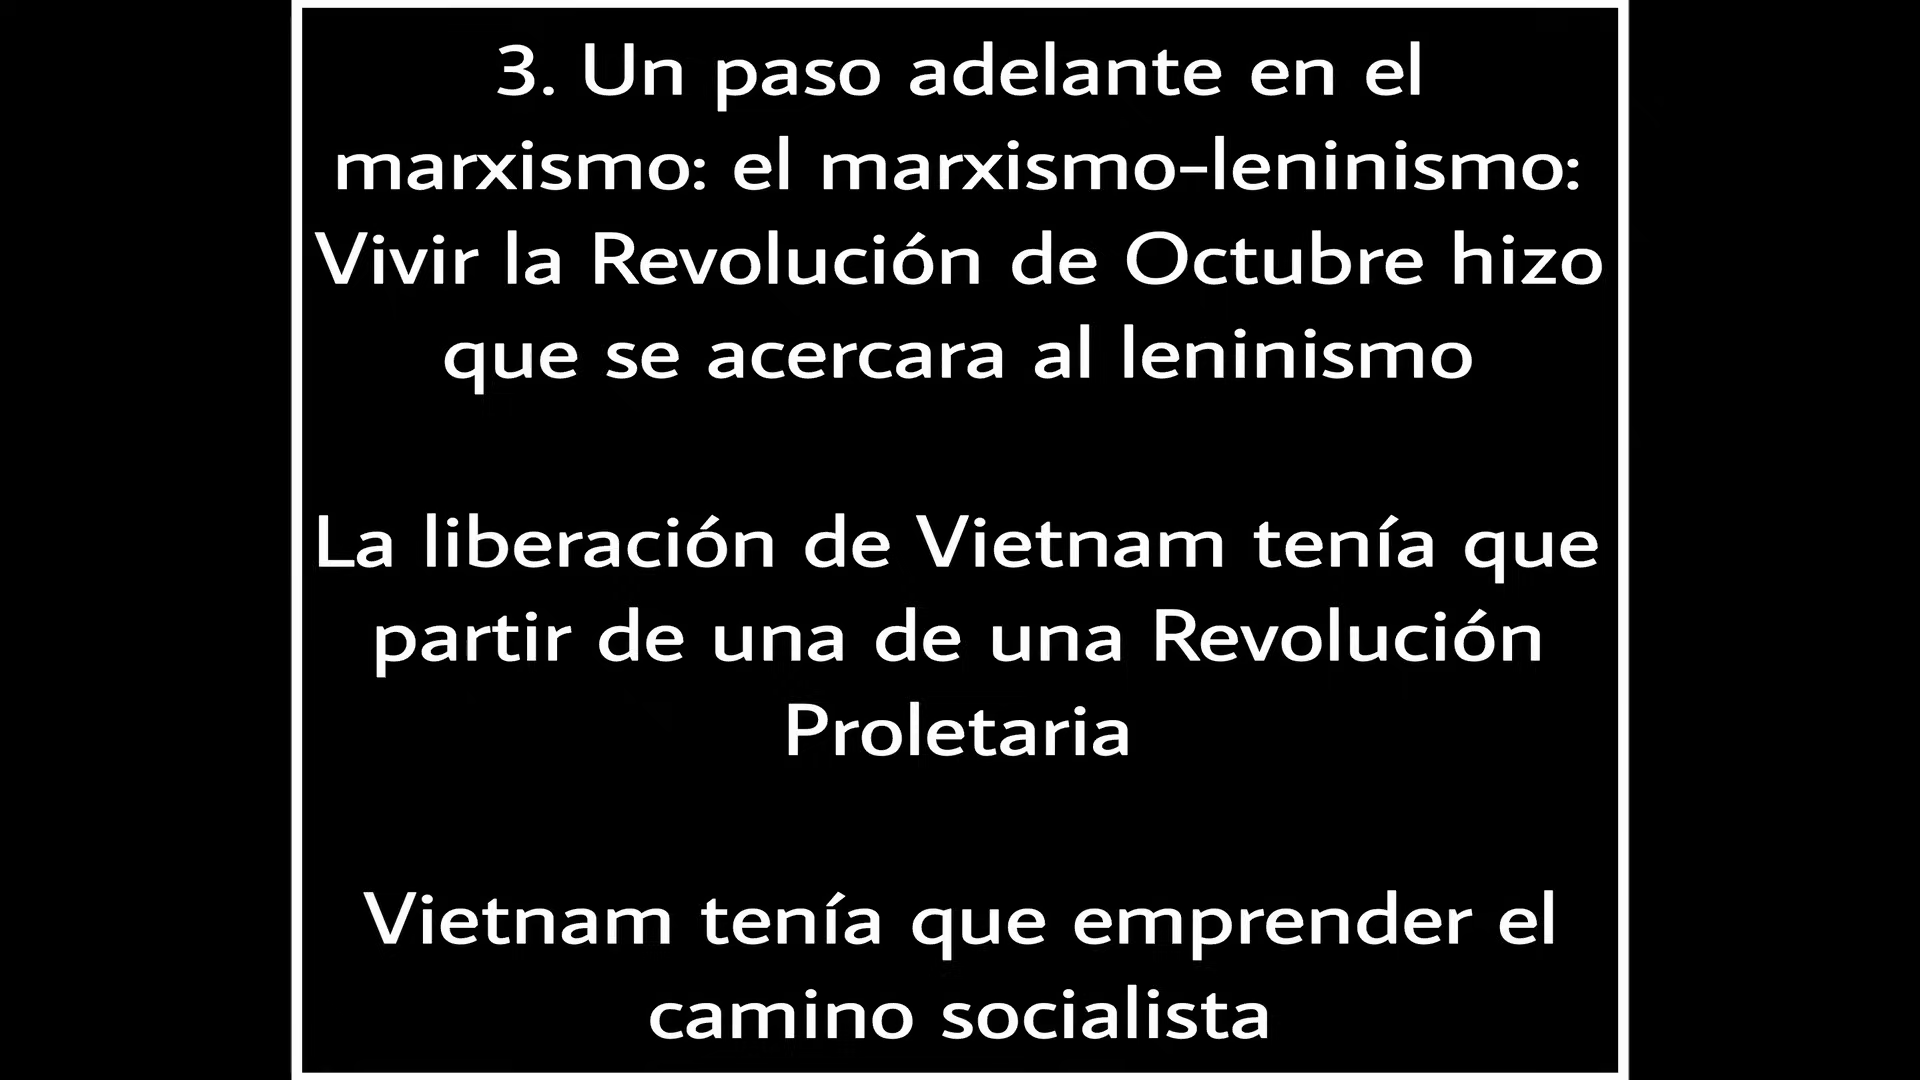 3. Un paso adelante en el
marxismo: el marxismo-leninismo:
Vivir la Revolución de Octubre hizo
que se acercara al leninismo
La liberación de Vietnam tenía que
partir de una de una Revolución
Proletaria
Vietnam tenía que emprender el
camino socialista